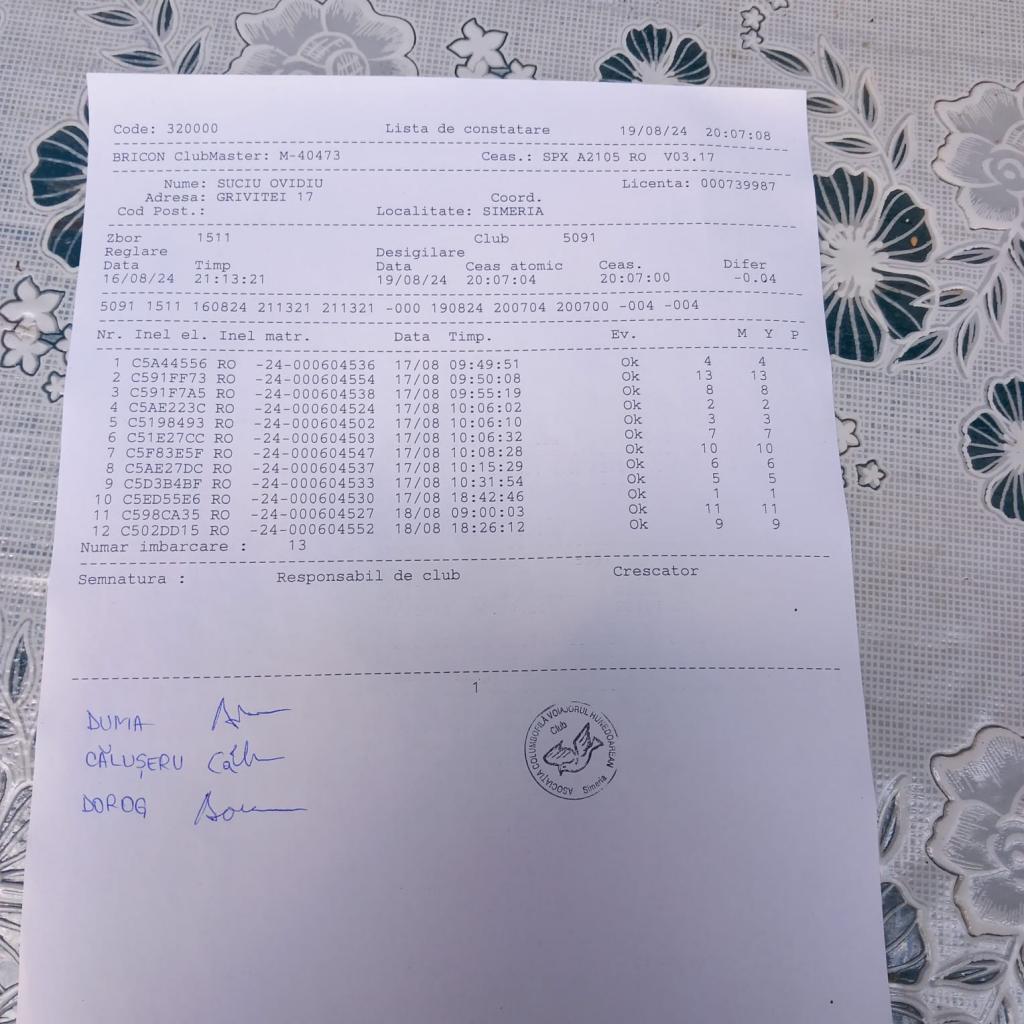 Code: 320000 Lista de constatare 19/08/24 20:07:08
BRICON ClubMaster: M-40473 Ceas.: SPX A2105 RO V03.17
Nume: SUCIU OVIDIU Licenta: 000739987
Adresa: GRIVITEI 17 Coord.
Cod Post.: Localitate: SIMERIA
Zbor 1511 Club 5091
Reglare Desigilare
Data Timp Data Ceas atomic Ceas. Difer
16/08/24 21:13:21 19/08/24 20:07:04 20:07:00 -0.04
5091 1511 160824 211321 211321 -000 190824 200704 200700 -004 -004
Nr. Inel el. Inel matr. Data Timp. Ev. M Y P
1 C5A44556 RO -24-000604536 17/08 09:49:51 Ok 4 4
2 C591FF73 RO -24-000604554 17/08 09:50:08 Ok 13 13
3 C591F7A5 RO -24-000604538 17/08 09:55:19 Ok 8 8
4 C5AE223C RO -24-000604524 17/08 10:06:02 Ok 2 2
5 C5198493 RO -24-000604502 17/08 10:06:10 Ok 3 3
6 C51E27CC RO -24-000604503 17/08 10:06:32 Ok 7 7
7 C5F83E5F RO -24-000604547 17/08 10:08:28 Ok 10 10
8 C5AE27DC RO -24-000604537 17/08 10:15:29 Ok 6 6
9 C5D3B4BF RO -24-000604533 17/08 10:31:54 Ok 5 5
10 C5ED55E6 RO -24-000604530 17/08 18:42:46 Ok 1 1
11 C598CA35 RO -24-000604527 18/08 09:00:03 Ok 11 11
12 C502DD15 RO -24-000604552 18/08 18:26:12 Ok 9 9
Numar imbarcare : 13
Semnatura : Responsabil de club Crescator
1
DUMA
CĂLUȘERU
DOROG
ASOCIAȚIA COLUMBOFILĂ VOIAJORUL HUNEDOAREAN
Club
Simeria